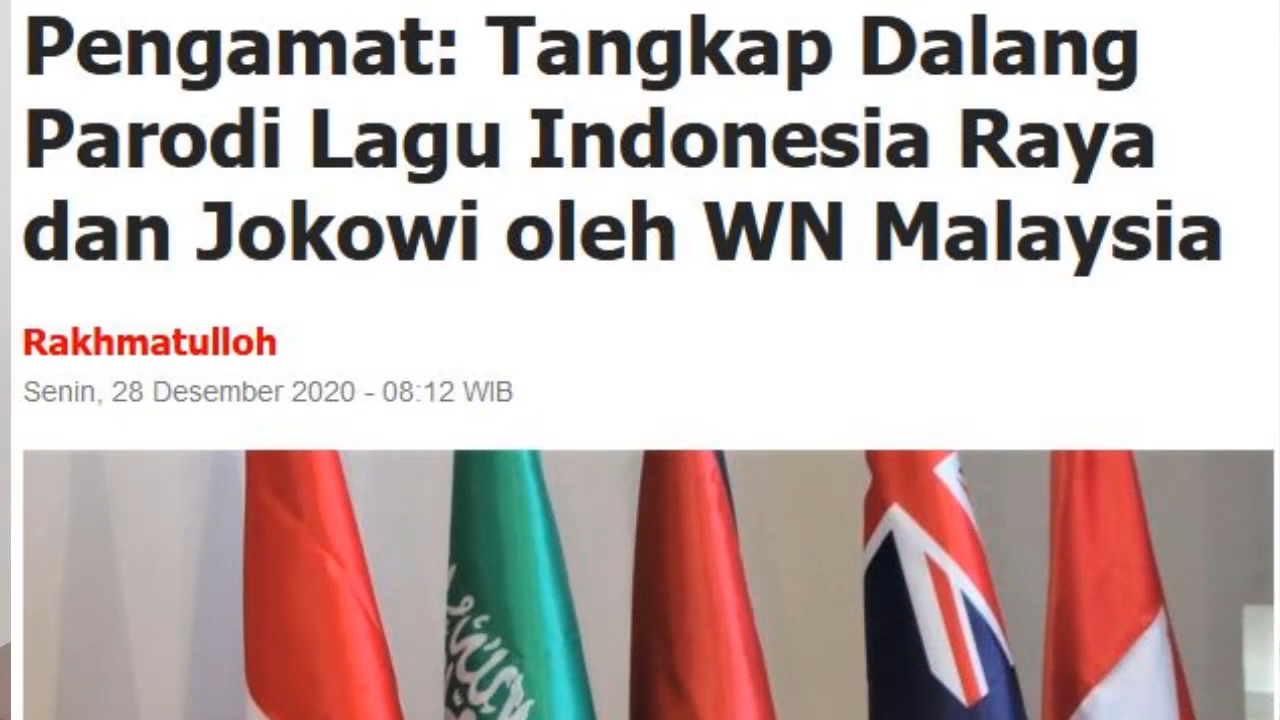 Pengamat: Tangkap Dalang
Parodi Lagu Indonesia Raya
dan Jokowi oleh WN Malaysia
Rakhmatulloh
Senin, 28 Desember 2020 - 08:12 WIB